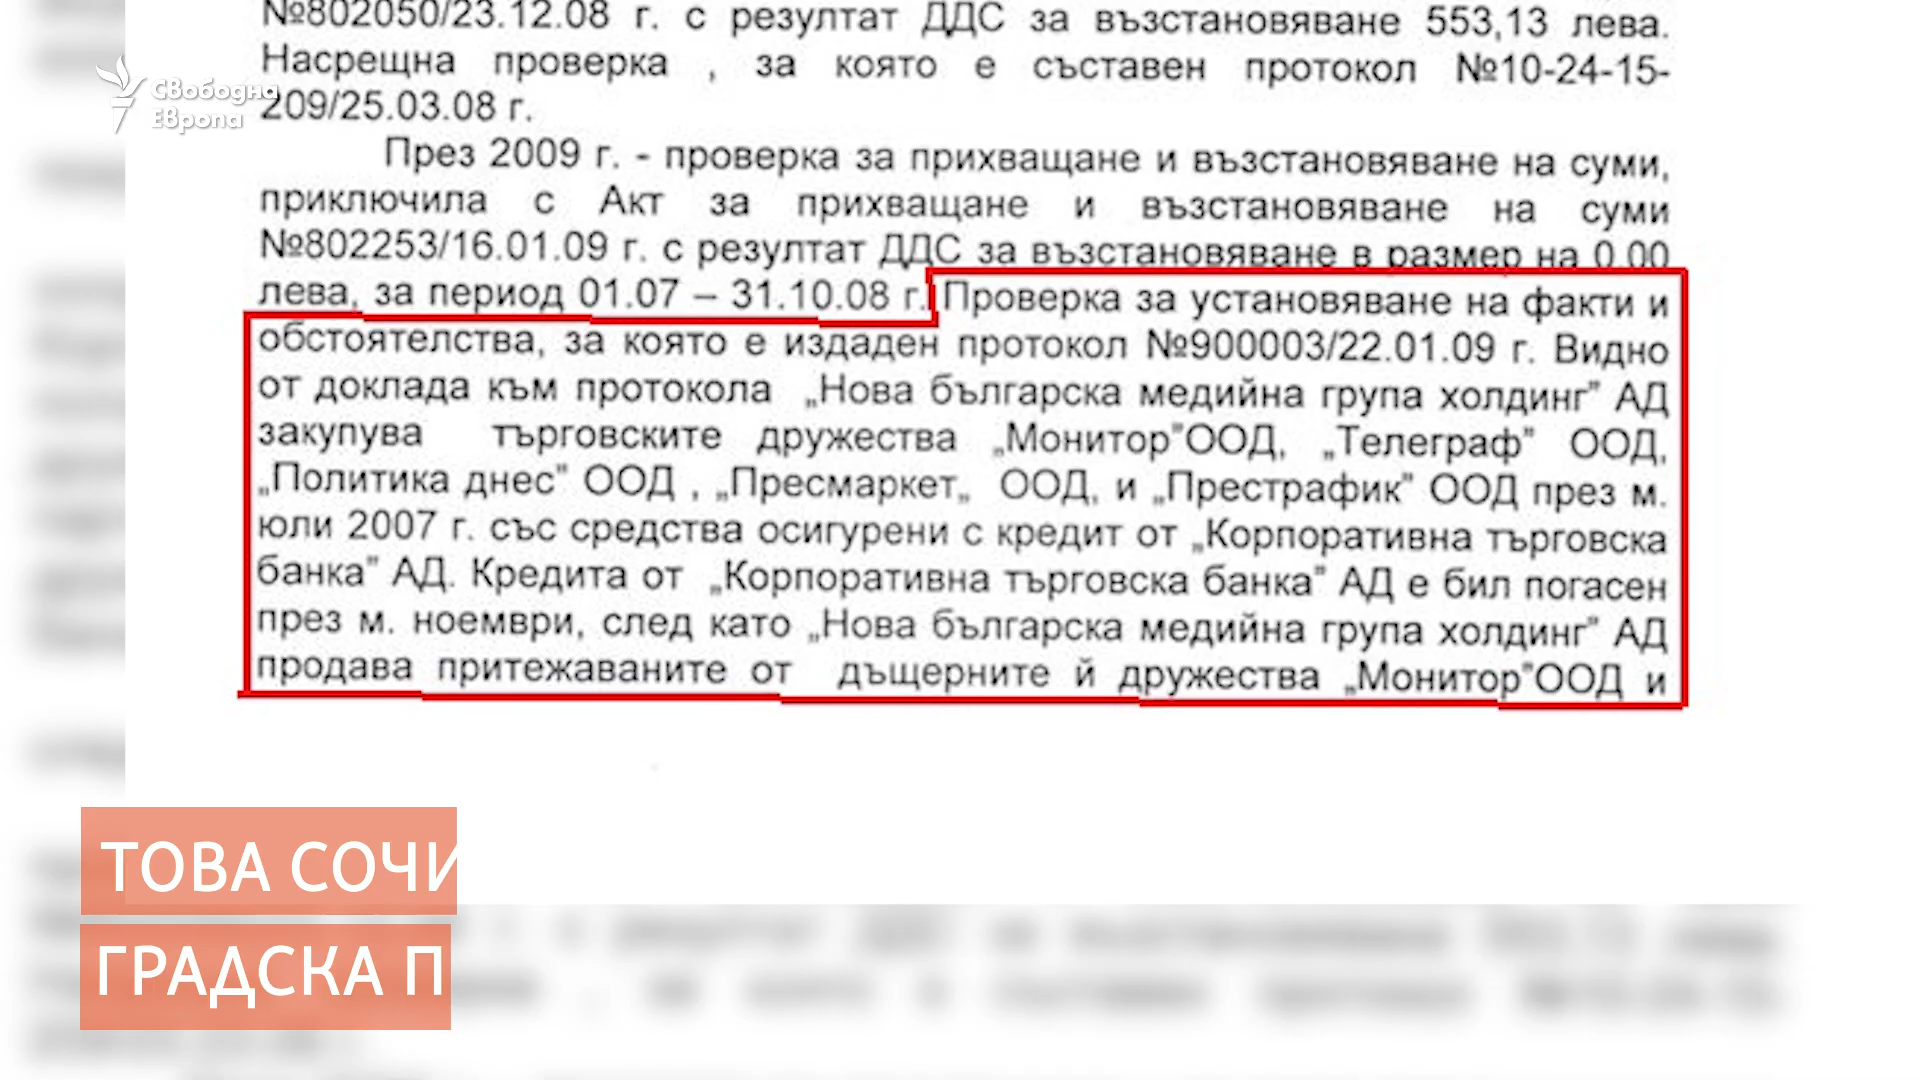 №802050/23.12.08 г. с резултат ДДС за възстановяване 553,13 лева.
Насрещна проверка , за която е съставен протокол №10-24-15-
209/25.03.08 г.
Свободна
Европа
През 2009 г. - проверка за прихващане и възстановяване на суми,
приключила с Акт за прихващане и възстановяване на суми
№802253/16.01.09 г. с резултат ДДС за възстановяване в размер на 0,00
лева, за период 01.07 – 31.10.08 г. Проверка за установяване на факти и
обстоятелства, за която е издаден протокол №900003/22.01.09 г. Видно
от доклада към протокола „Нова българска медийна група холдинг" АД
закупува търговските дружества „Монитор"ООД, „Телеграф" ООД,
„Политика днес" ООД , „Пресмаркет„ ООД, и „Престрафик" ООД през м.
юли 2007 г. със средства осигурени с кредит от „Корпоративна търговска
банка" АД. Кредита от „Корпоративна търговска банка" АД е бил погасен
през м. ноември, след като „Нова българска медийна група холдинг" АД
продава притежаваните от дъщерните й дружества „Монитор"ООД и
ТОВА СОЧИ
ГРАДСКА П